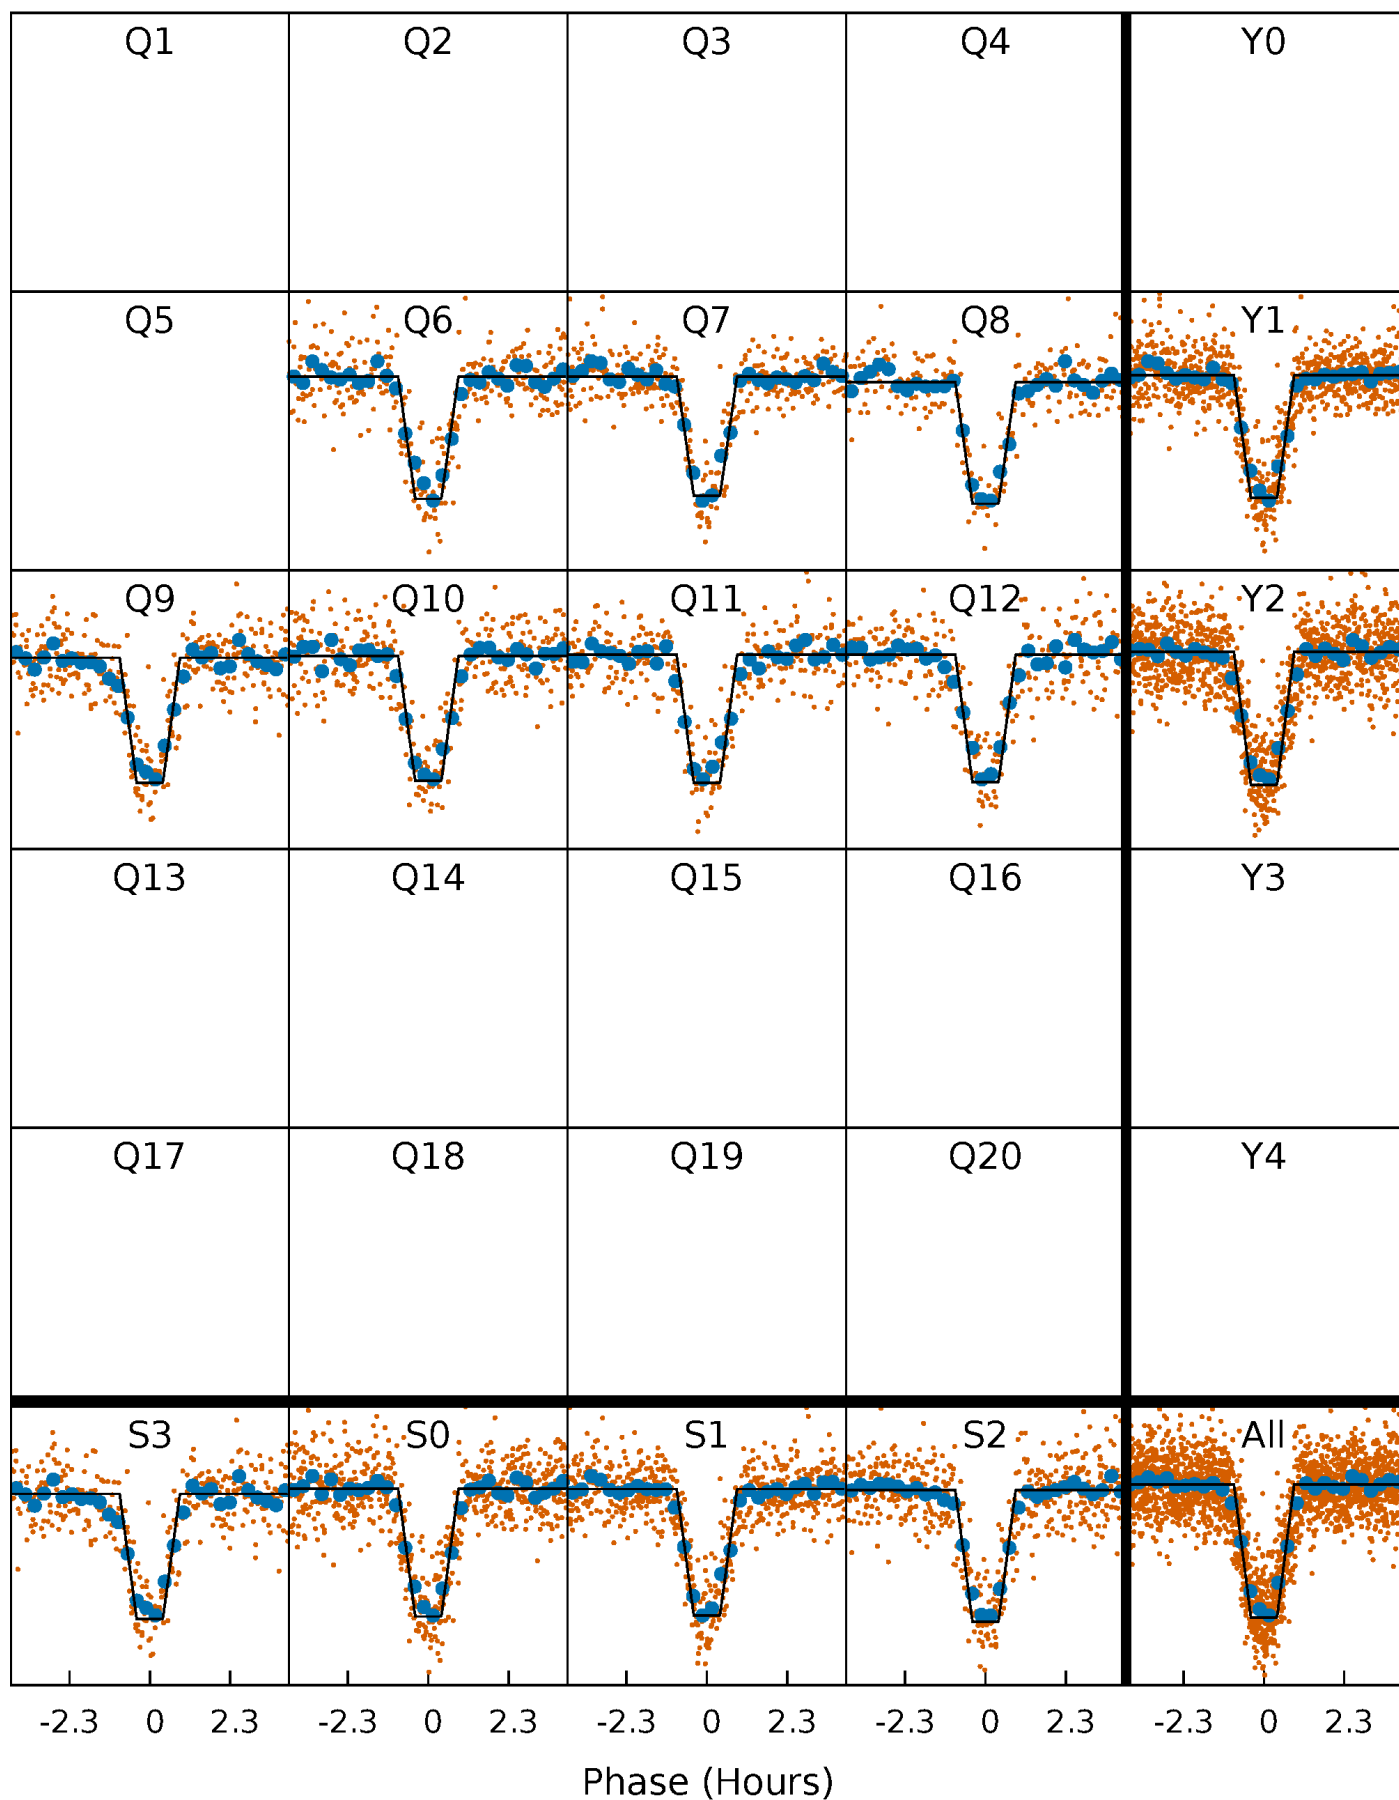 Q1 Q2 Q3 Q4 Y0
Q5 Q6 Q7 Q8 Y1
Q9 Q10 Q11 Q12 Y2
Q13 Q14 Q15 Q16 Y3
Q17 Q18 Q19 Q20 Y4
S3 S0 S1 S2 All
-2.3 0 2.3 -2.3 0 2.3 -2.3 0 2.3 -2.3 0 2.3 -2.3 0 2.3
Phase (Hours)